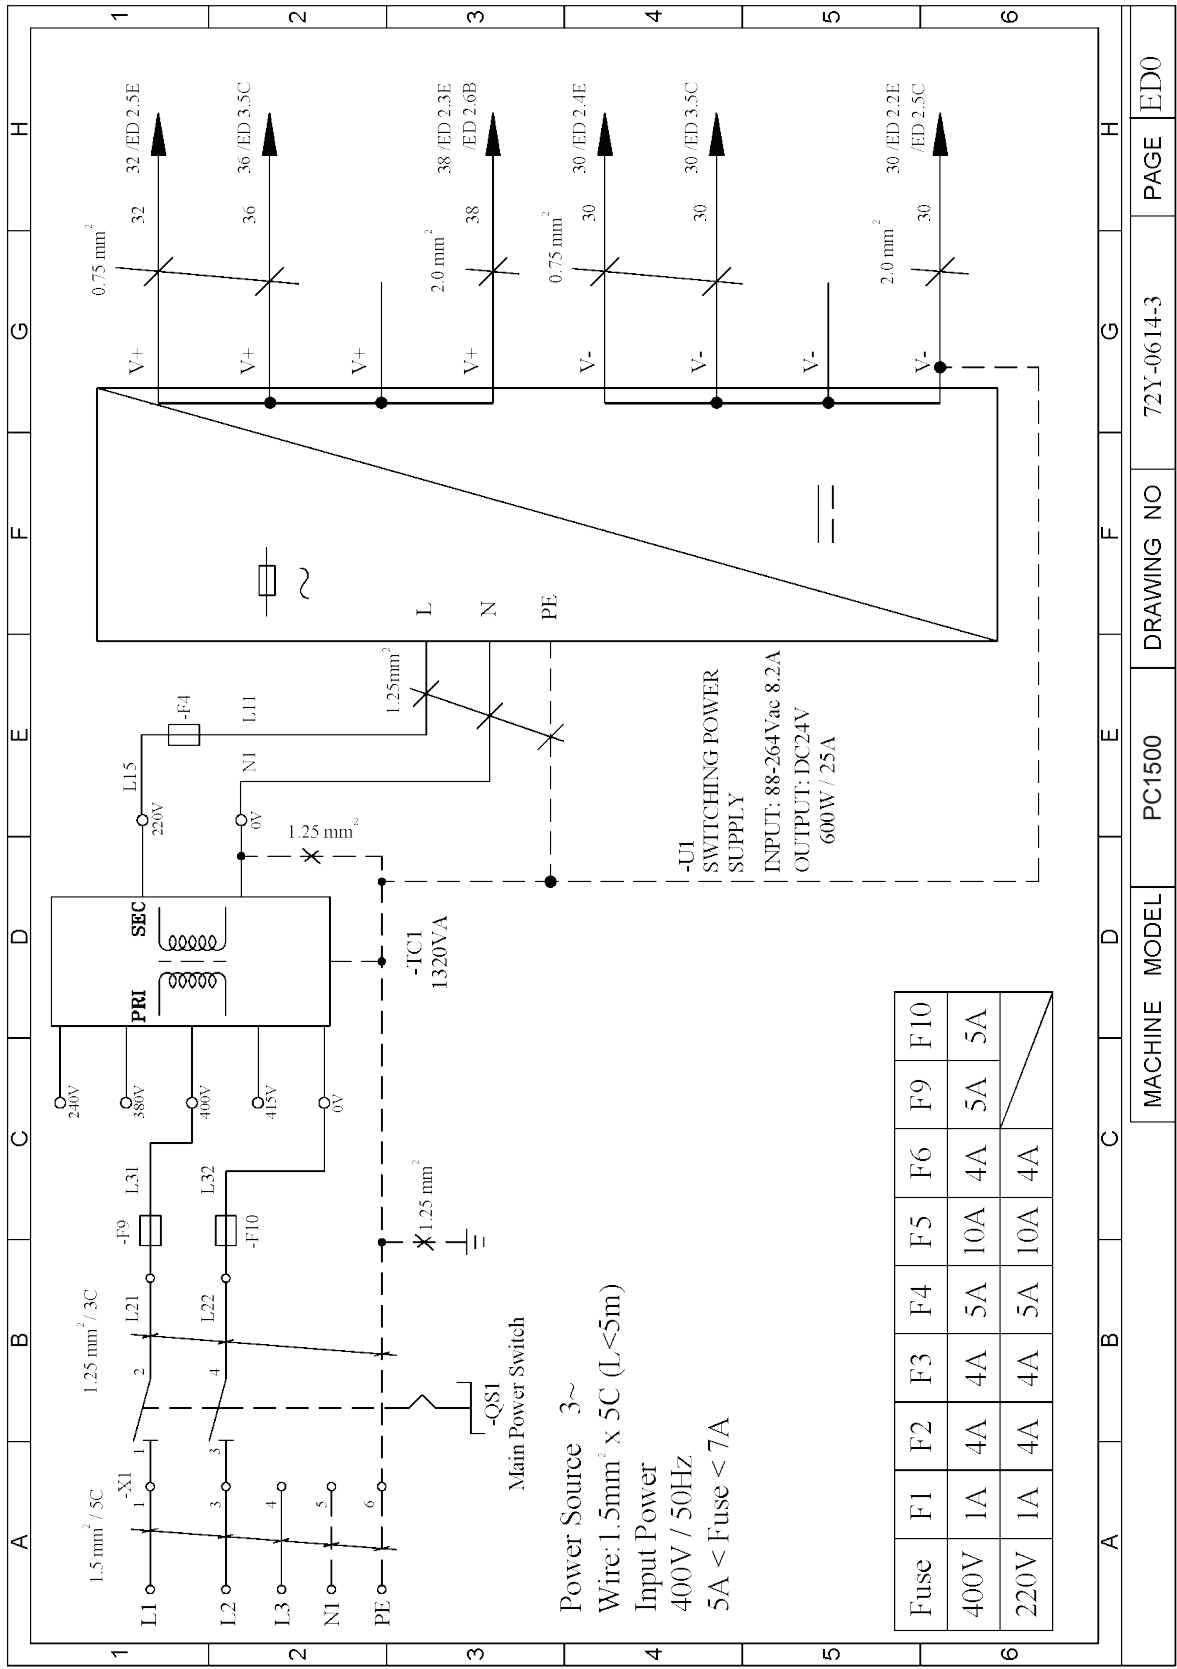 A B C D E F G H
1
2
3
4
5
6
1.5 mm² / 5C
-X1
L1 1 1 2 L21 -F9 L31
L2 3 3 4 L22 -F10 L32
L3 4
N1 5
PE 6
1.25 mm² / 3C
-QS1
Main Power Switch
1.25 mm²
240V
380V
400V
415V
0V
PRI SEC
-TC1
1320VA
220V
0V
L15
-F4
L11
N1
1.25 mm²
1.25mm²
L
N
PE
~
-U1
SWITCHING POWER
SUPPLY
INPUT: 88-264Vac 8.2A
OUTPUT: DC24V
600W / 25A
V+ 32 32 /ED 2.5E
0.75 mm²
V+ 36 36 /ED 3.5C
V+
V+ 38 38 /ED 2.3E
/ED 2.6B
2.0 mm²
V- 30 30 /ED 2.4E
0.75 mm²
V- 30 30 /ED 3.5C
V-
V- 30 30 /ED 2.2E
/ED 2.5C
2.0 mm²
Power Source 3~
Wire: 1.5mm² x 5C (L<5m)
Input Power
400V / 50Hz
5A < Fuse < 7A
Fuse F1 F2 F3 F4 F5 F6 F9 F10
400V 1A 4A 4A 5A 10A 4A 5A 5A
220V 1A 4A 4A 5A 10A 4A
1
2
3
4
5
6
A B C D E F G H
MACHINE MODEL PC1500 DRAWING NO 72Y-0614-3 PAGE ED0